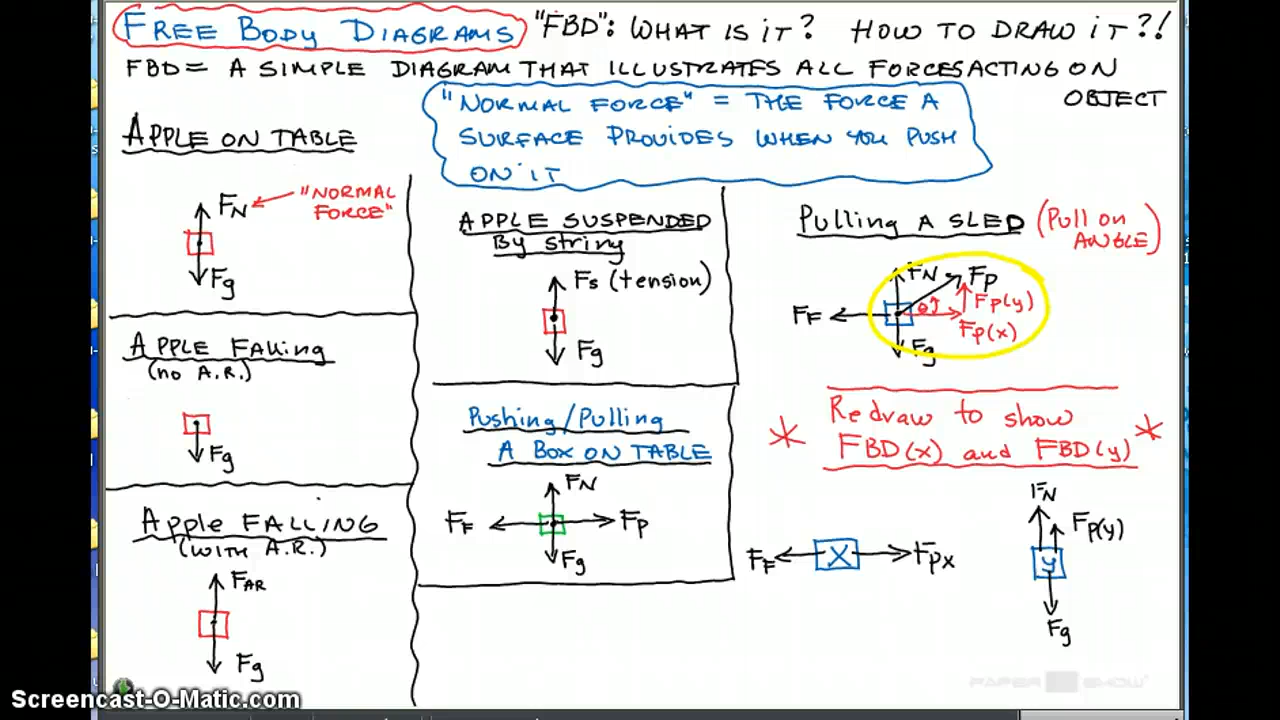 FREE BODY DIAGRAMS "FBD": WHAT IS IT? HOW TO DRAW IT?!
FBD = A SIMPLE DIAGRAM THAT ILLUSTRATES ALL FORCES ACTING ON
OBJECT
"NORMAL FORCE" = THE FORCE A
SURFACE PROVIDES WHEN YOU PUSH
ON IT
APPLE ON TABLE
FN
"NORMAL
FORCE"
Fg
APPLE FAlling
(no A.R.)
Fg
Apple FALLING
(WITH A.R.)
FAR
Fg
APPLE SUSPENDED
By string
Fs (tension)
Fg
Pushing/Pulling
A BOX ON TABLE
FN
FF
Fp
Fg
Pulling A SLED (Pull on
ANGLE)
FN
Fp
Fp(y)
FF
θ
Fp(x)
Fg
* Redraw to show *
FBD(x) and FBD(y)
FF
X
Fpx
FN
Fp(y)
y
Fg
PAPER SHOW
Screencast-O-Matic.com